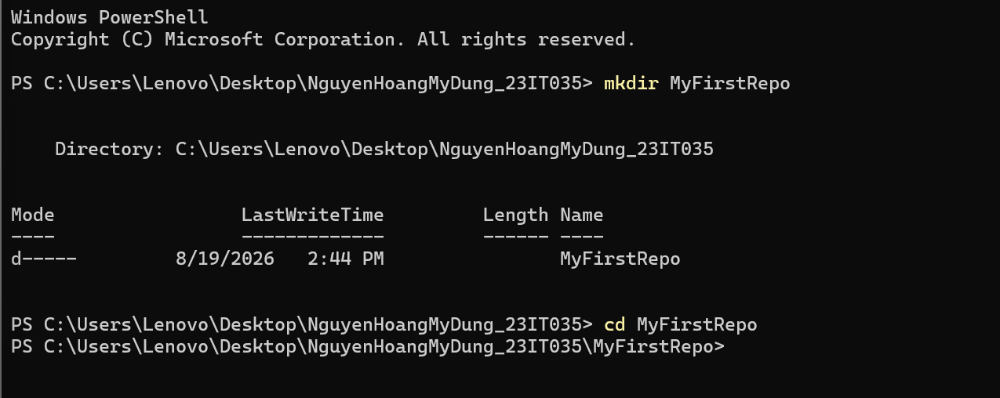 Windows PowerShell
Copyright (C) Microsoft Corporation. All rights reserved.
PS C:\Users\Lenovo\Desktop\NguyenHoangMyDung_23IT035> mkdir MyFirstRepo
Directory: C:\Users\Lenovo\Desktop\NguyenHoangMyDung_23IT035
Mode                 LastWriteTime         Length Name
----                 -------------         ------ ----
d-----         8/19/2026   2:44 PM                MyFirstRepo
PS C:\Users\Lenovo\Desktop\NguyenHoangMyDung_23IT035> cd MyFirstRepo
PS C:\Users\Lenovo\Desktop\NguyenHoangMyDung_23IT035\MyFirstRepo>